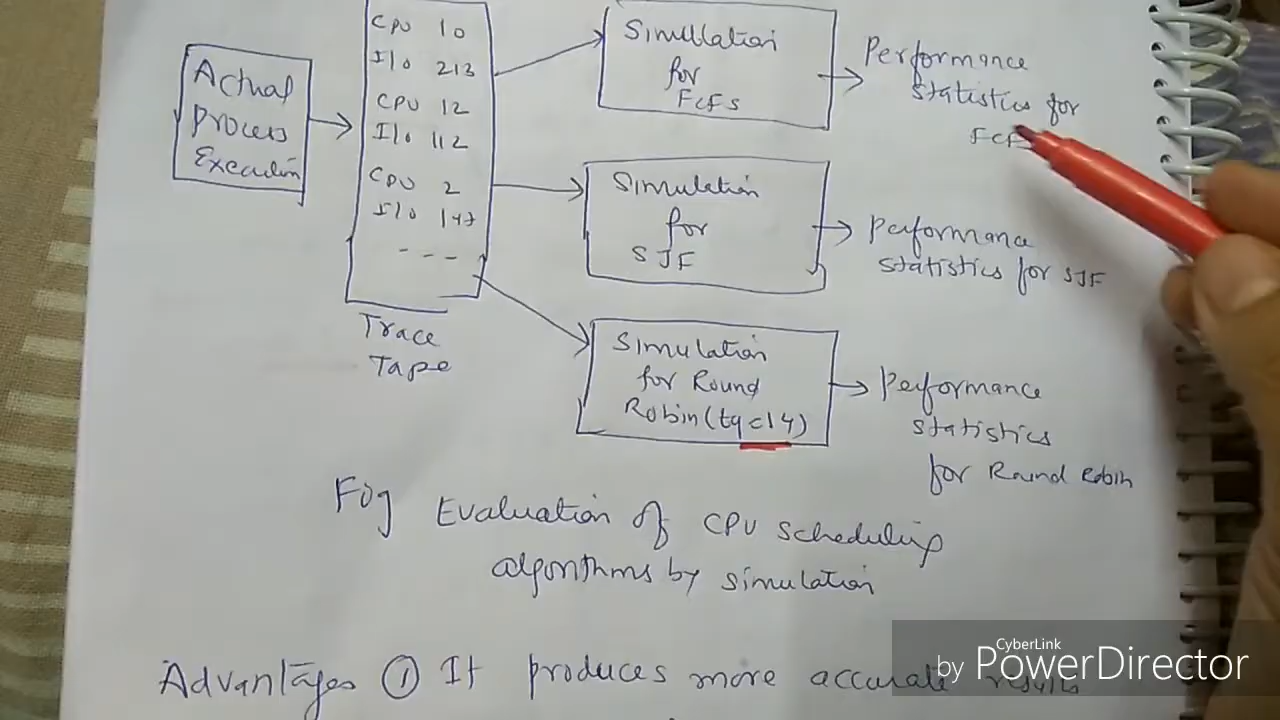 Actual
Process
Execution
CPU 10
I/O 213
CPU 12
I/O 112
CPU 2
I/O 147
- - - -
Trace
Tape
Simulation
for
FCFS
Simulation
for
SJF
Simulation
for Round
Robin (tq=14)
Performance
statistics for
FCFS
Performance
statistics for SJF
Performance
statistics
for Round Robin
Fig Evaluation of CPU scheduling
algorithms by simulation
Advantages ① It produces more accurate results
CyberLink
by PowerDirector